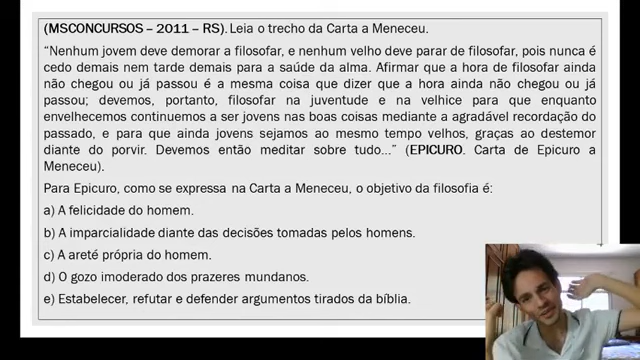 (MSCONCURSOS – 2011 – RS). Leia o trecho da Carta a Meneceu.
“Nenhum jovem deve demorar a filosofar, e nenhum velho deve parar de filosofar, pois nunca é
cedo demais nem tarde demais para a saúde da alma. Afirmar que a hora de filosofar ainda
não chegou ou já passou é a mesma coisa que dizer que a hora ainda não chegou ou já
passou; devemos, portanto, filosofar na juventude e na velhice para que enquanto
envelhecemos continuemos a ser jovens nas boas coisas mediante a agradável recordação do
passado, e para que ainda jovens sejamos ao mesmo tempo velhos, graças ao destemor
diante do porvir. Devemos então meditar sobre tudo...” (EPICURO. Carta de Epicuro a
Meneceu).
Para Epicuro, como se expressa na Carta a Meneceu, o objetivo da filosofia é:
a) A felicidade do homem.
b) A imparcialidade diante das decisões tomadas pelos homens.
c) A areté própria do homem.
d) O gozo imoderado dos prazeres mundanos.
e) Estabelecer, refutar e defender argumentos tirados da bíblia.